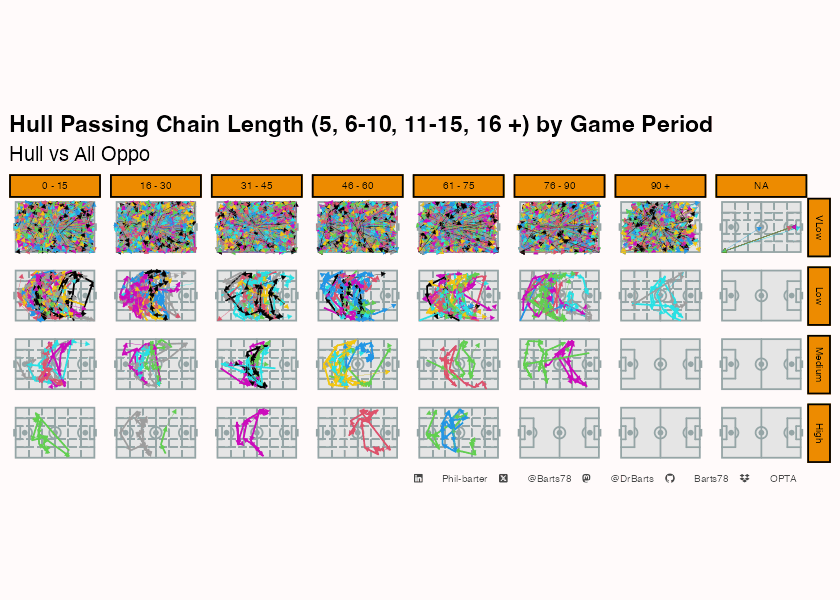 Hull Passing Chain Length (5, 6-10, 11-15, 16 +) by Game Period
Hull vs All Oppo
0 - 15 16 - 30 31 - 45 46 - 60 61 - 75 76 - 90 90 + NA
V.Low
Low
Medium
High
Phil-barter @Barts78 @DrBarts Barts78 OPTA